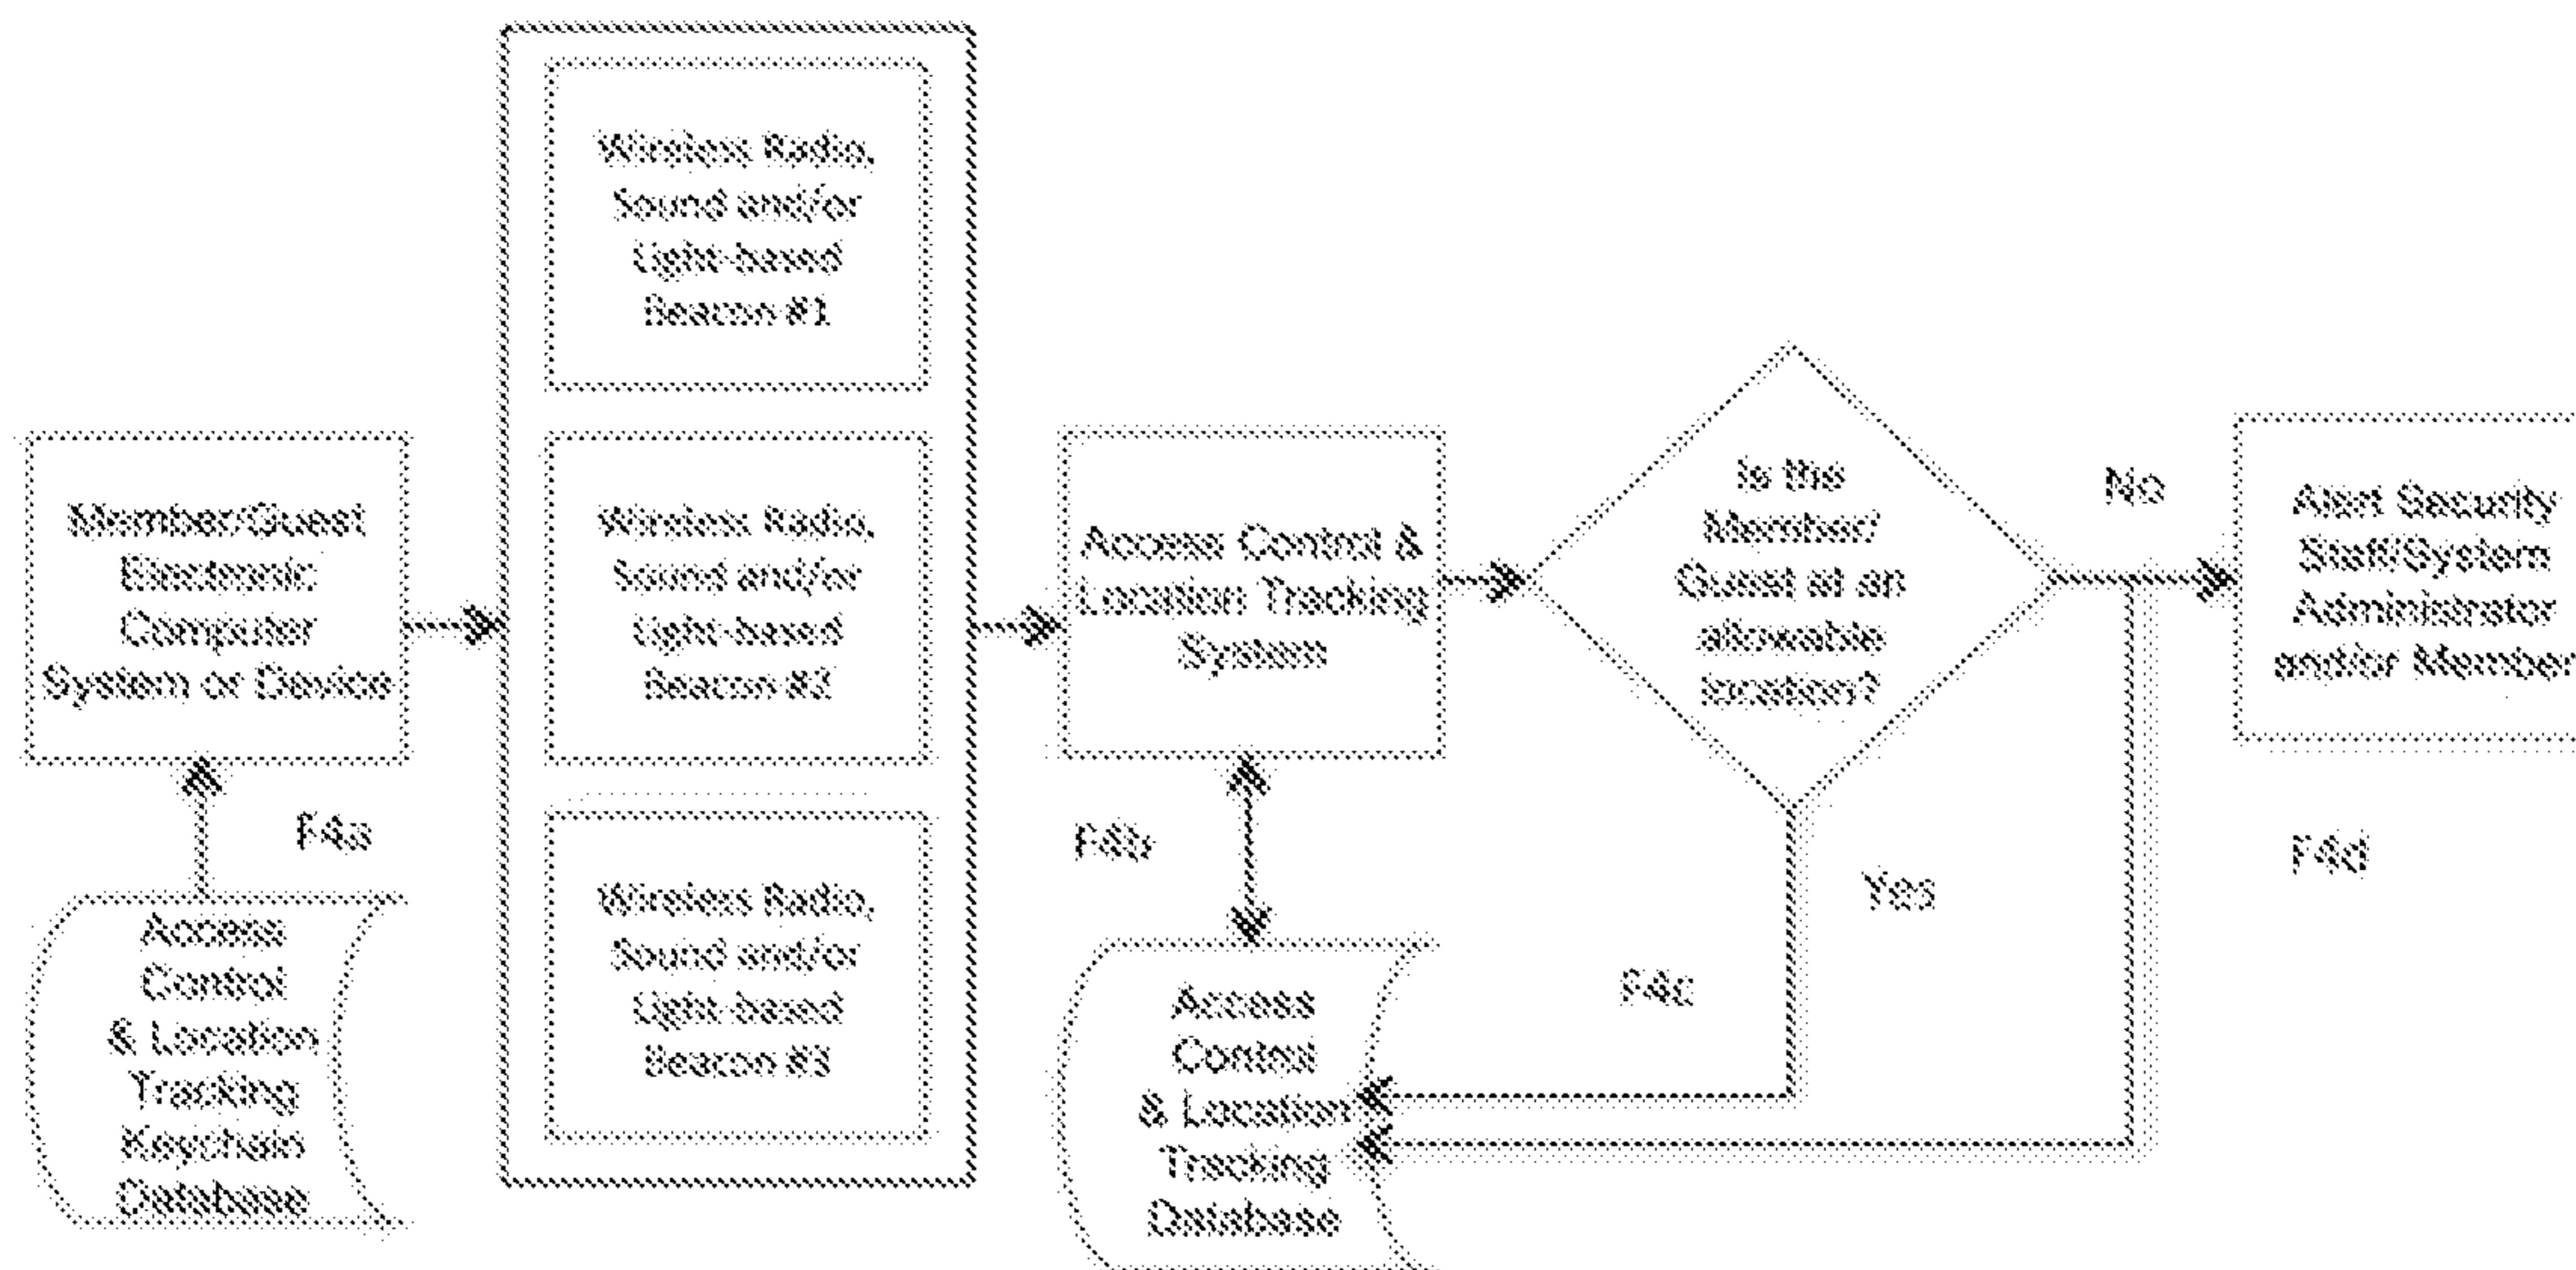 Member/Guest
Electronic
Computer
System or Device
F4a
Access
Control
& Location
Tracking
Keychain
Database
Wireless Radio,
Sound and/or
Light-based
Beacon #1
Wireless Radio,
Sound and/or
Light-based
Beacon #2
Wireless Radio,
Sound and/or
Light-based
Beacon #3
Access Control &
Location Tracking
System
F4b
Access
Control
& Location
Tracking
Database
Is the
Member/
Guest at an
allowable
location?
Yes
F4c
No
Alert Security
Staff/System
Administrator
and/or Member
F4d